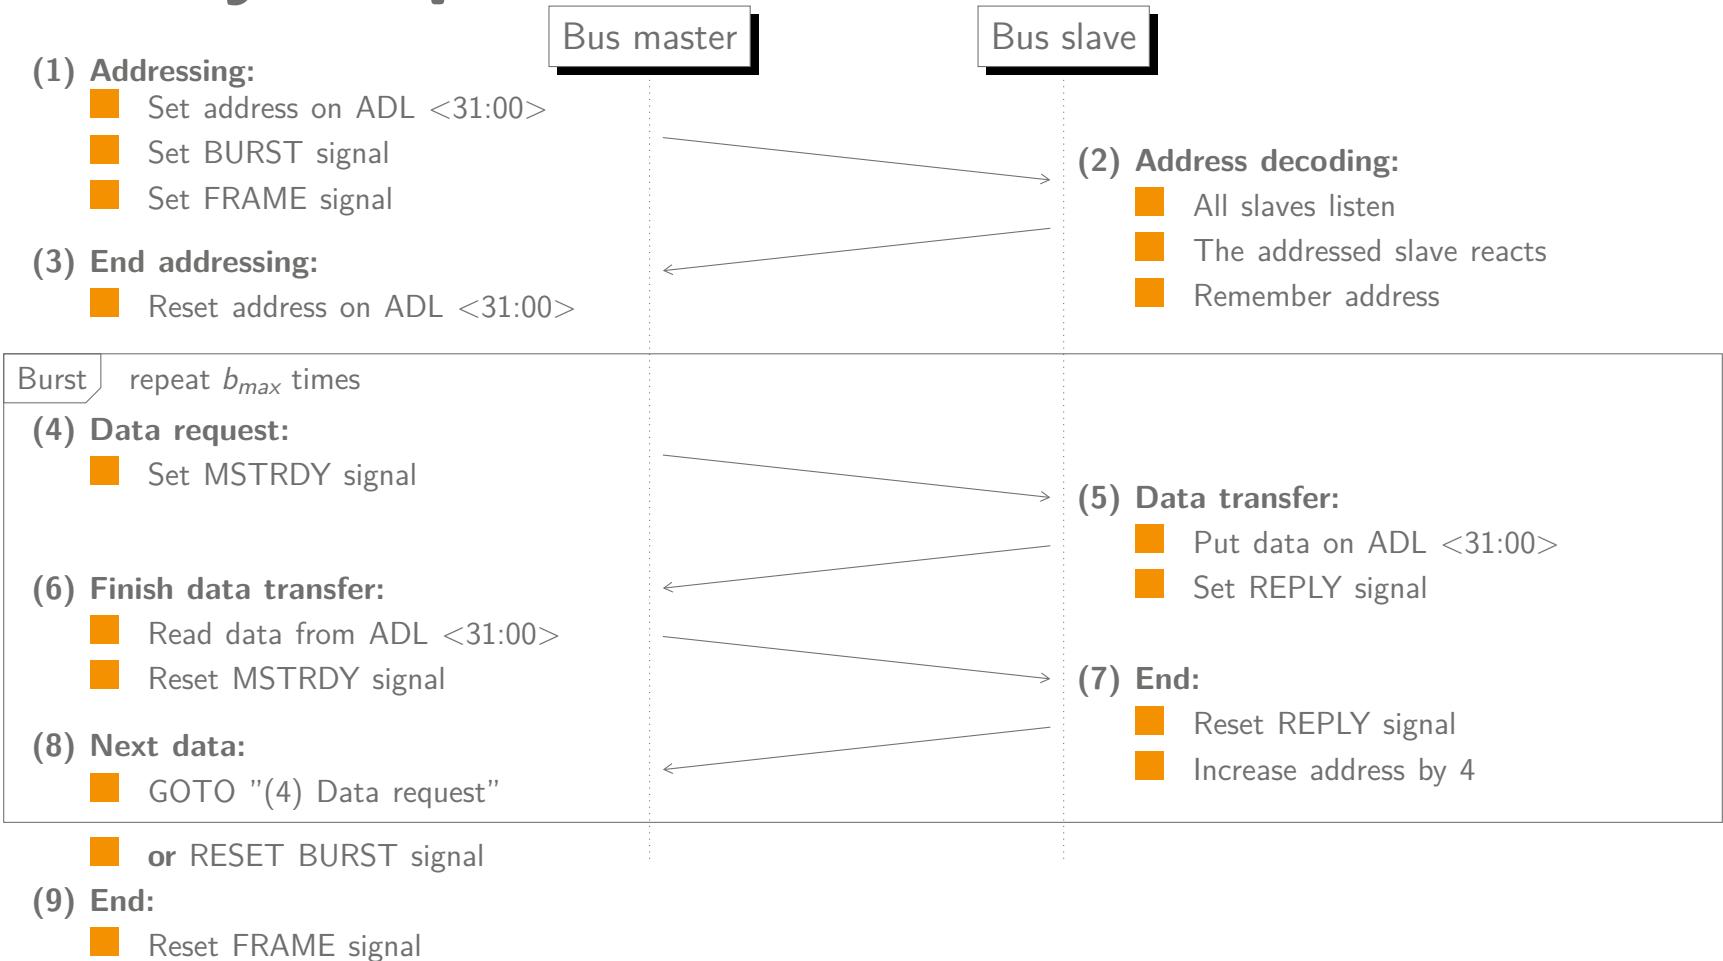 Bus master
Bus slave
(1) Addressing:
Set address on ADL <31:00>
Set BURST signal
Set FRAME signal
(2) Address decoding:
All slaves listen
The addressed slave reacts
Remember address
(3) End addressing:
Reset address on ADL <31:00>
Burst repeat bmax times
(4) Data request:
Set MSTRDY signal
(5) Data transfer:
Put data on ADL <31:00>
Set REPLY signal
(6) Finish data transfer:
Read data from ADL <31:00>
Reset MSTRDY signal
(7) End:
Reset REPLY signal
Increase address by 4
(8) Next data:
GOTO "(4) Data request"
or RESET BURST signal
(9) End:
Reset FRAME signal